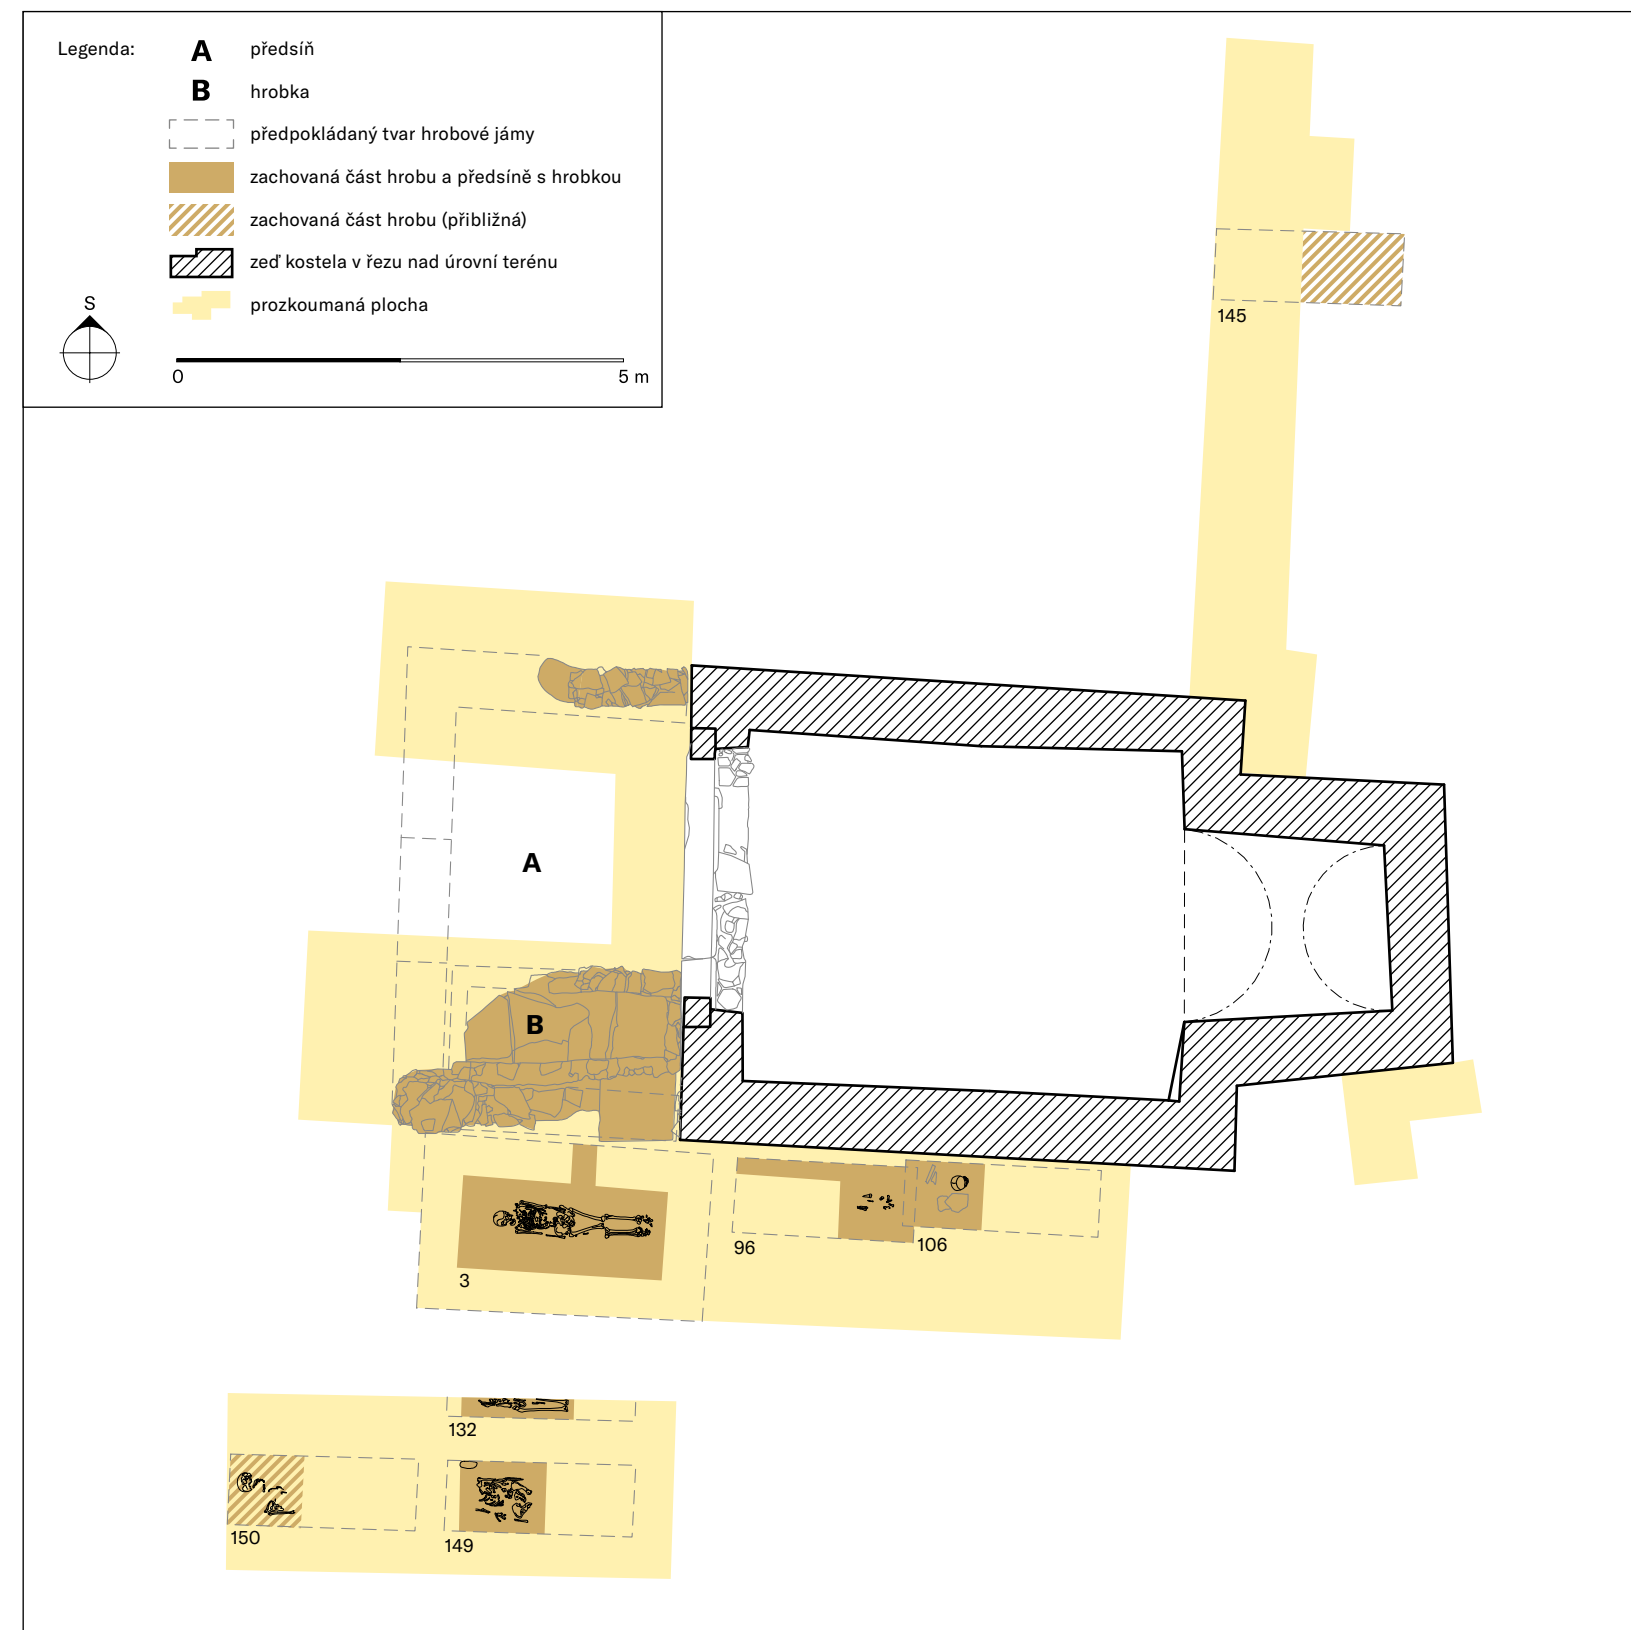 Legenda:
A předsíň
B hrobka
předpokládaný tvar hrobové jámy
zachovaná část hrobu a předsíně s hrobkou
zachovaná část hrobu (přibližná)
zeď kostela v řezu nad úrovní terénu
prozkoumaná plocha
S
0 5 m
145
A
B
96
106
3
132
150
149